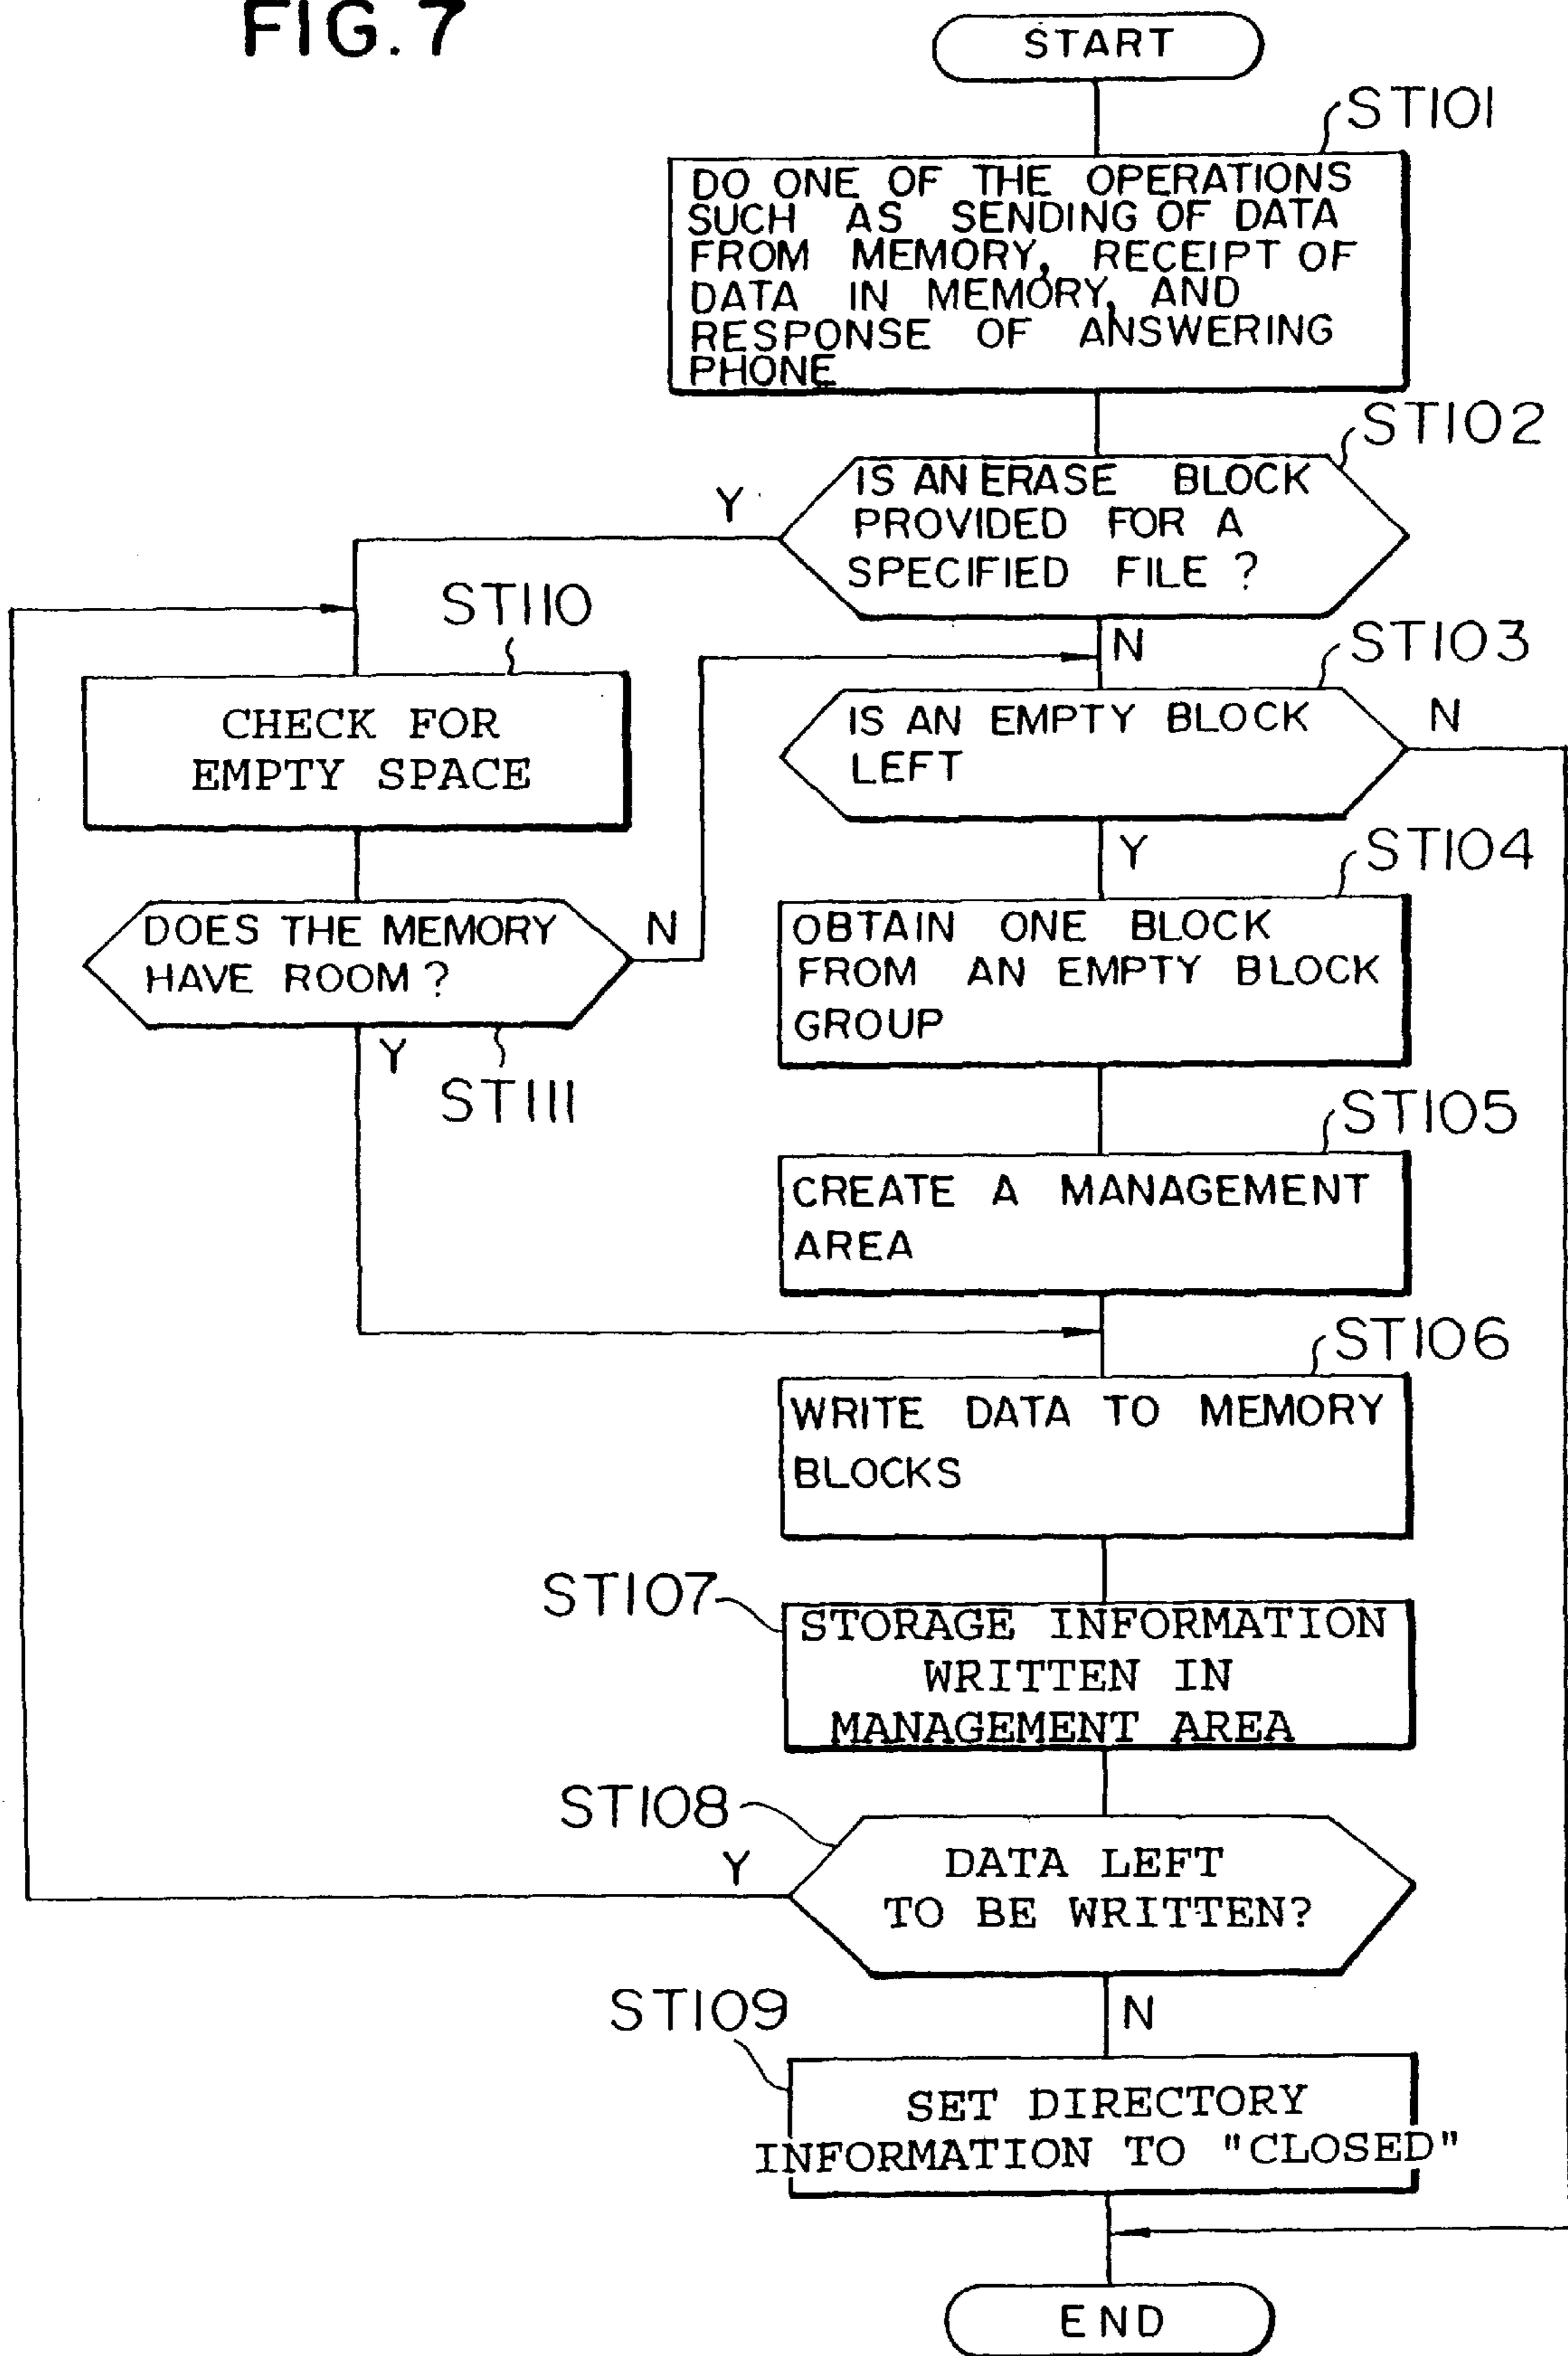 FIG. 7
START
ST101
DO ONE OF THE OPERATIONS
SUCH AS SENDING OF DATA
FROM MEMORY, RECEIPT OF
DATA IN MEMORY, AND
RESPONSE OF ANSWERING
PHONE
ST102
IS AN ERASE BLOCK
PROVIDED FOR A
SPECIFIED FILE ?
Y
N
ST110
CHECK FOR
EMPTY SPACE
ST103
IS AN EMPTY BLOCK
LEFT
N
Y
DOES THE MEMORY
HAVE ROOM ?
N
Y
ST111
ST104
OBTAIN ONE BLOCK
FROM AN EMPTY BLOCK
GROUP
ST105
CREATE A MANAGEMENT
AREA
ST106
WRITE DATA TO MEMORY
BLOCKS
ST107
STORAGE INFORMATION
WRITTEN IN
MANAGEMENT AREA
ST108
Y
DATA LEFT
TO BE WRITTEN?
N
ST109
SET DIRECTORY
INFORMATION TO "CLOSED"
END